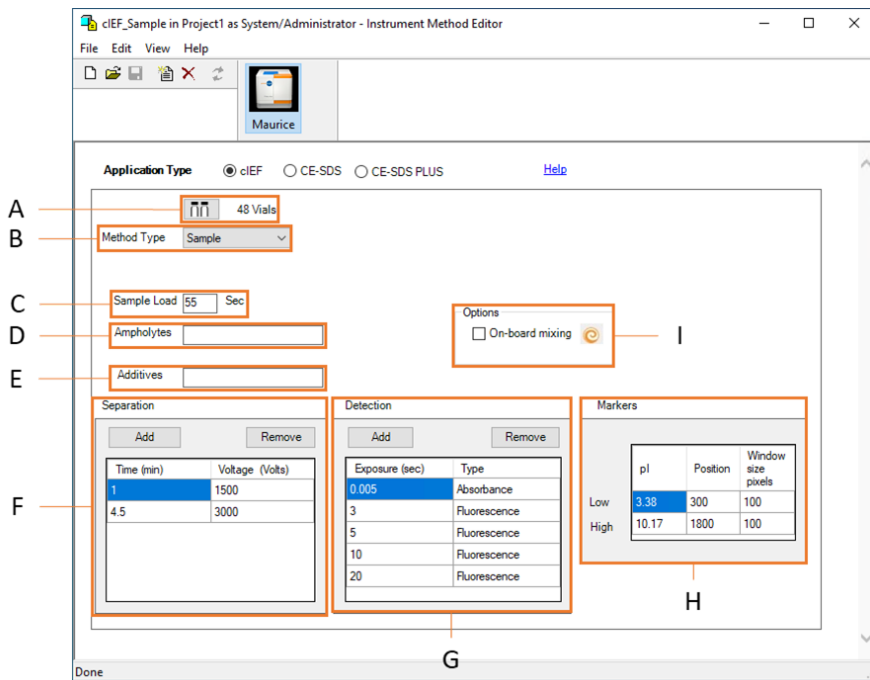 cIEF_Sample in Project1 as System/Administrator - Instrument Method Editor
File Edit View Help
Maurice
Application Type cIEF CE-SDS CE-SDS PLUS Help
A 48 Vials
B Method Type Sample
C Sample Load 55 Sec
D Ampholytes
Options
On-board mixing I
E Additives
Separation Detection Markers
Add Remove Add Remove
Time (min) Voltage (Volts) Exposure (sec) Type pI Position Window size pixels
1 1500 0.005 Absorbance Low 3.38 300 100
4.5 3000 3 Fluorescence High 10.17 1800 100
F 5 Fluorescence
10 Fluorescence
20 Fluorescence
H
G
Done